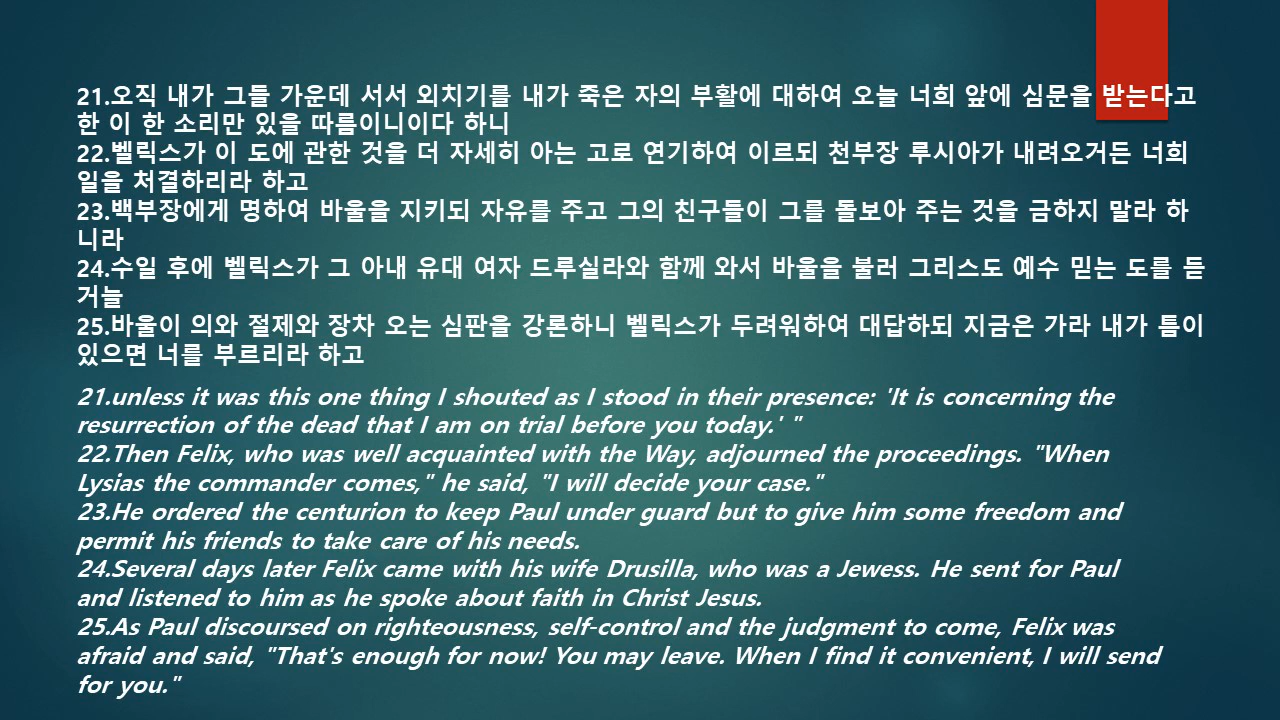 21.오직 내가 그들 가운데 서서 외치기를 내가 죽은 자의 부활에 대하여 오늘 너희 앞에 심문을 받는다고
한 이 한 소리만 있을 따름이니이다 하니
22.벨릭스가 이 도에 관한 것을 더 자세히 아는 고로 연기하여 이르되 천부장 루시아가 내려오거든 너희
일을 처결하리라 하고
23.백부장에게 명하여 바울을 지키되 자유를 주고 그의 친구들이 그를 돌보아 주는 것을 금하지 말라 하
니라
24.수일 후에 벨릭스가 그 아내 유대 여자 드루실라와 함께 와서 바울을 불러 그리스도 예수 믿는 도를 듣
거늘
25.바울이 의와 절제와 장차 오는 심판을 강론하니 벨릭스가 두려워하여 대답하되 지금은 가라 내가 틈이
있으면 너를 부르리라 하고
21.unless it was this one thing I shouted as I stood in their presence: 'It is concerning the
resurrection of the dead that I am on trial before you today.' "
22.Then Felix, who was well acquainted with the Way, adjourned the proceedings. "When
Lysias the commander comes," he said, "I will decide your case."
23.He ordered the centurion to keep Paul under guard but to give him some freedom and
permit his friends to take care of his needs.
24.Several days later Felix came with his wife Drusilla, who was a Jewess. He sent for Paul
and listened to him as he spoke about faith in Christ Jesus.
25.As Paul discoursed on righteousness, self-control and the judgment to come, Felix was
afraid and said, "That's enough for now! You may leave. When I find it convenient, I will send
for you."